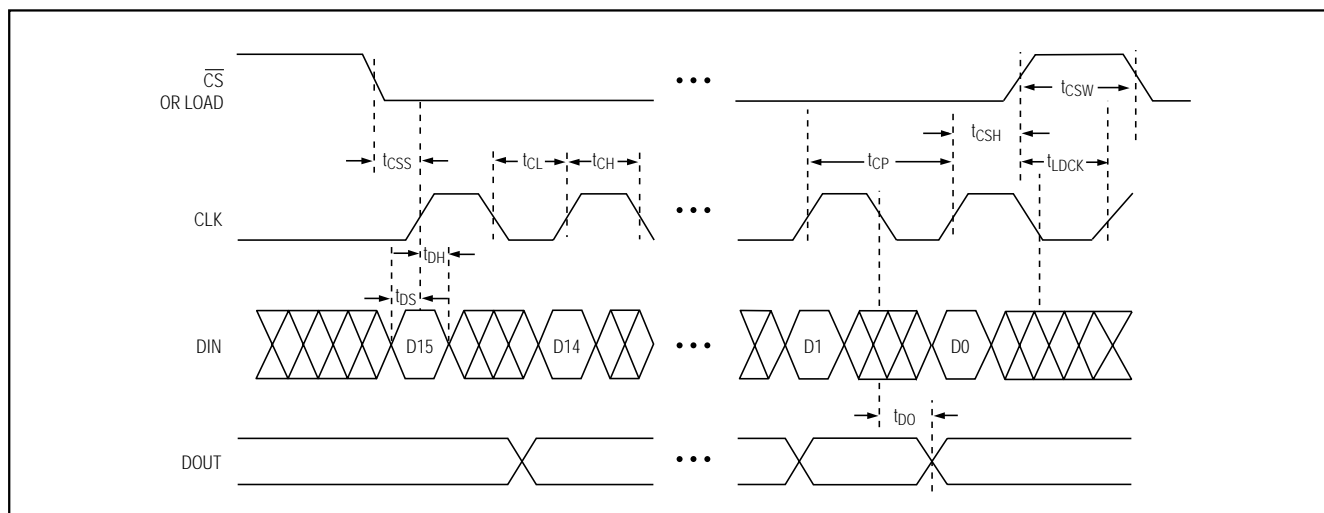 CS
OR LOAD
tCSW
tCSH
tCSS
tCL
tCH
tCP
tLDCK
CLK
tDH
tDS
DIN
D15
D14
D1
D0
tDO
DOUT